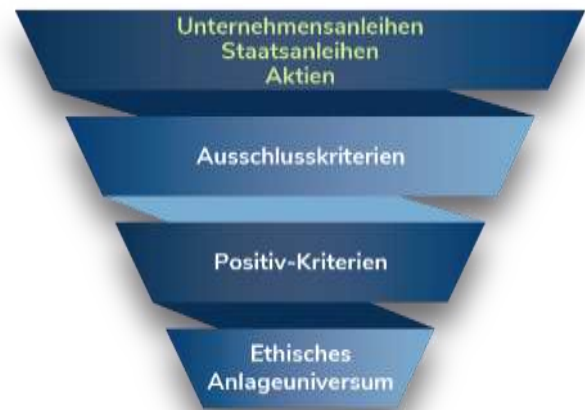 Unternehmensanleihen
Staatsanleihen
Aktien
Ausschlusskriterien
Positiv-Kriterien
Ethisches
Anlageuniversum